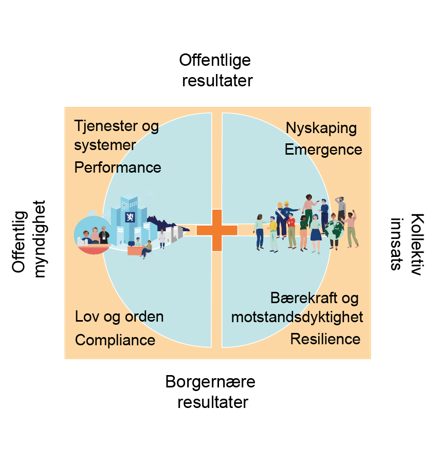 Offentlige
resultater
Tjenester og
systemer
Performance
Nyskaping
Emergence
Offentlig
myndighet
Kollektiv
innsats
Lov og orden
Compliance
Bærekraft og
motstandsdyktighet
Resilience
Borgernære
resultater